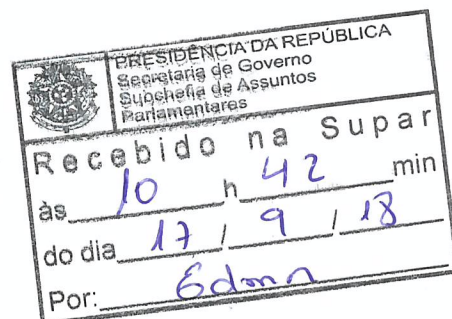 PRESIDÊNCIA DA REPÚBLICA
Secretaria de Governo
Subchefia de Assuntos
Parlamentares
Recebido na Supar
às 10 h 42 min
do dia 17 / 9 / 18
Por: